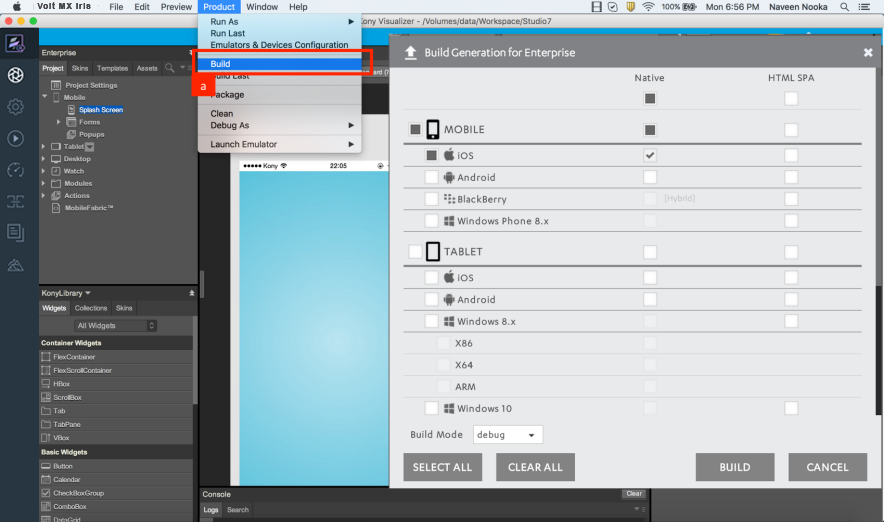 Volt MX Iris File Edit Preview Product Window Help 100% Mon 6:56 PM Naveen Nooka
Kony Visualizer - /Volumes/data/Workspace/Studio7
Run As
Run Last
Emulators & Devices Configuration
Build
Build Last
a
Package
Clean
Debug As
Launch Emulator
Enterprise
Project Skins Templates Assets
Project Settings
Mobile
Splash Screen
Forms
Popups
Tablet
Desktop
Watch
Modules
Actions
MobileFabric™
KonyLibrary
Widgets Collections Skins
All Widgets
Container Widgets
FlexContainer
FlexScrollContainer
HBox
ScrollBox
Tab
TabPane
VBox
Basic Widgets
Button
Calendar
CheckBoxGroup
ComboBox
DataGrid
Kony 22:05
Console Clear
Logs Search
Build Generation for Enterprise
Native HTML SPA
MOBILE
iOS
Android
BlackBerry [Hybrid]
Windows Phone 8.x
TABLET
iOS
Android
Windows 8.x
X86
X64
ARM
Windows 10
Build Mode debug
SELECT ALL CLEAR ALL BUILD CANCEL